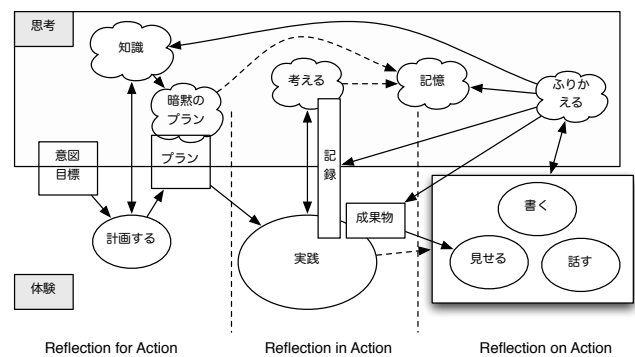 思考
知識
暗黙の
プラン
考える
記憶
ふりか
える
意図
目標
プラン
記
録
成果物
計画する
実践
書く
見せる
話す
体験
Reflection for Action
Reflection in Action
Reflection on Action